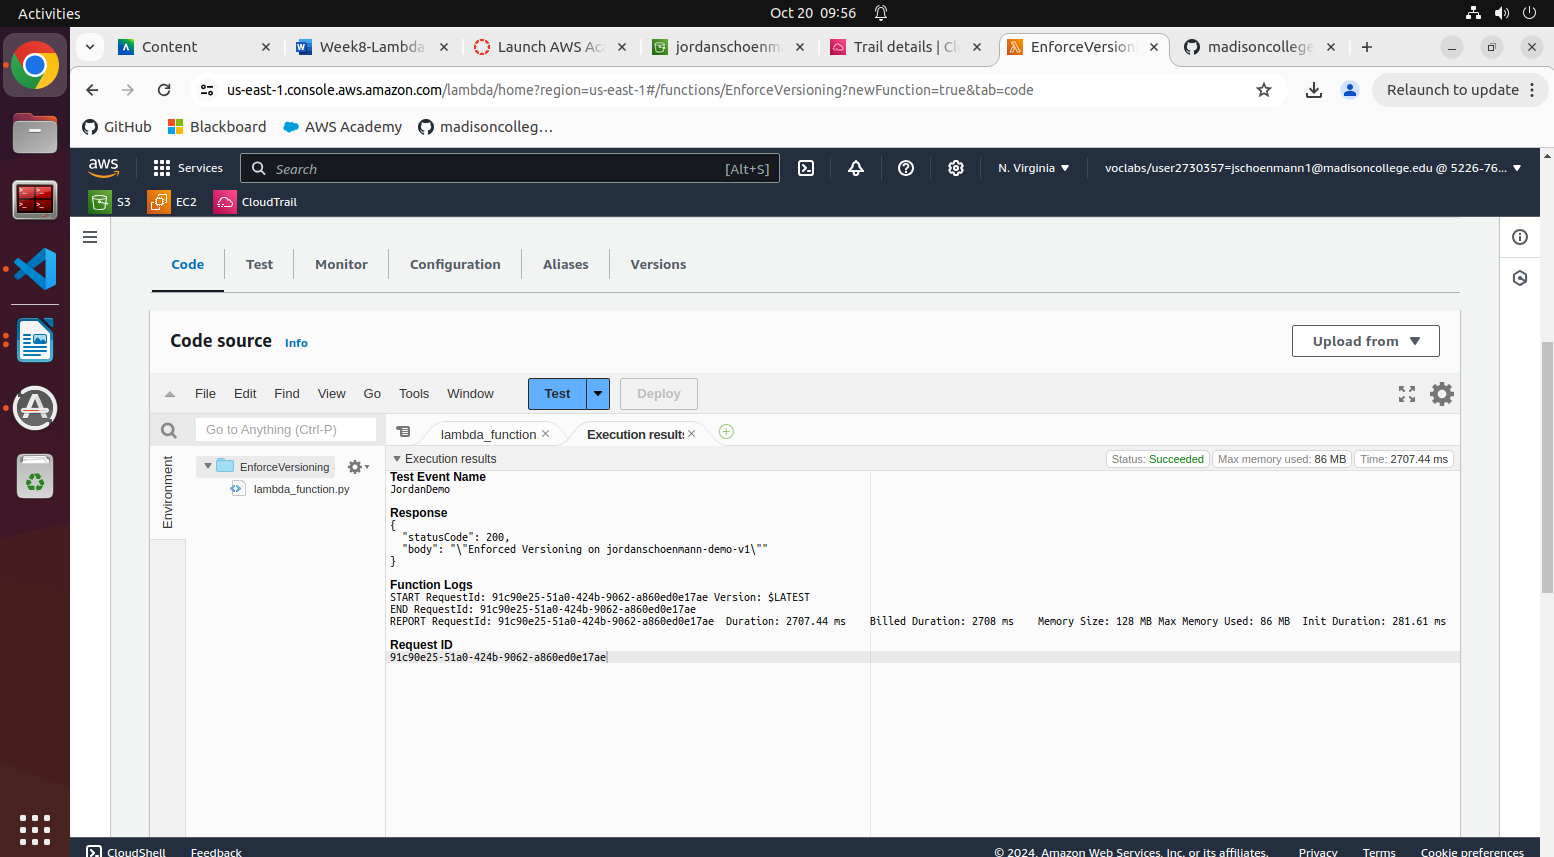 Activities
Oct 20 09:56
Content
Week8-Lambda
Launch AWS Ac
jordanschoenm
Trail details | Cl
EnforceVersion
madisoncollege
us-east-1.console.aws.amazon.com/lambda/home?region=us-east-1#/functions/EnforceVersioning?newFunction=true&tab=code
Relaunch to update
GitHub
Blackboard
AWS Academy
madisoncolleg…
aws
Services
Search
[Alt+S]
N. Virginia
voclabs/user2730357=jschoenmann1@madisoncollege.edu @ 5226-76...
S3
EC2
CloudTrail
Code
Test
Monitor
Configuration
Aliases
Versions
Code source
Info
Upload from
File
Edit
Find
View
Go
Tools
Window
Test
Deploy
Go to Anything (Ctrl-P)
lambda_function
Execution results
Environment
EnforceVersioning
lambda_function.py
Execution results
Status: Succeeded
Max memory used: 86 MB
Time: 2707.44 ms
Test Event Name
JordanDemo
Response
{
"statusCode": 200,
"body": "\"Enforced Versioning on jordanschoenmann-demo-v1\""
}
Function Logs
START RequestId: 91c90e25-51a0-424b-9062-a860ed0e17ae Version: $LATEST
END RequestId: 91c90e25-51a0-424b-9062-a860ed0e17ae
REPORT RequestId: 91c90e25-51a0-424b-9062-a860ed0e17ae Duration: 2707.44 ms Billed Duration: 2708 ms Memory Size: 128 MB Max Memory Used: 86 MB Init Duration: 281.61 ms
Request ID
91c90e25-51a0-424b-9062-a860ed0e17ae
CloudShell
Feedback
© 2024, Amazon Web Services, Inc. or its affiliates.
Privacy
Terms
Cookie preferences